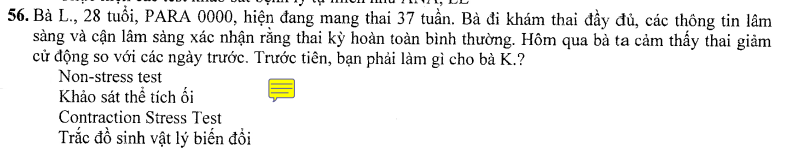 56. Bà L., 28 tuổi, PARA 0000, hiện đang mang thai 37 tuần. Bà đi khám thai đầy đủ, các thông tin lâm
sàng và cận lâm sàng xác nhận rằng thai kỳ hoàn toàn bình thường. Hôm qua bà ta cảm thấy thai giảm
cử động so với các ngày trước. Trước tiên, bạn phải làm gì cho bà K.?
Non-stress test
Khảo sát thể tích ối
Contraction Stress Test
Trắc đồ sinh vật lý biến đổi